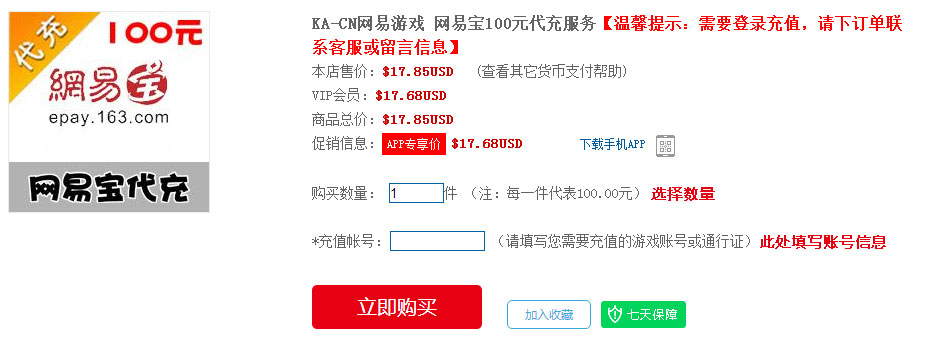 代充
100元
網易宝
epay.163.com
网易宝代充
KA-CN网易游戏 网易宝100元代充服务【温馨提示：需要登录充值，请下订单联
系客服或留言信息】
本店售价：$17.85USD (查看其它货币支付帮助)
VIP会员：$17.68USD
商品总价：$17.85USD
促销信息：APP专享价 $17.68USD 下载手机APP
购买数量： 1 件 （注：每一件代表100.00元） 选择数量
*充值帐号： （请填写您需要充值的游戏账号或通行证）此处填写账号信息
立即购买 加入收藏 七天保障